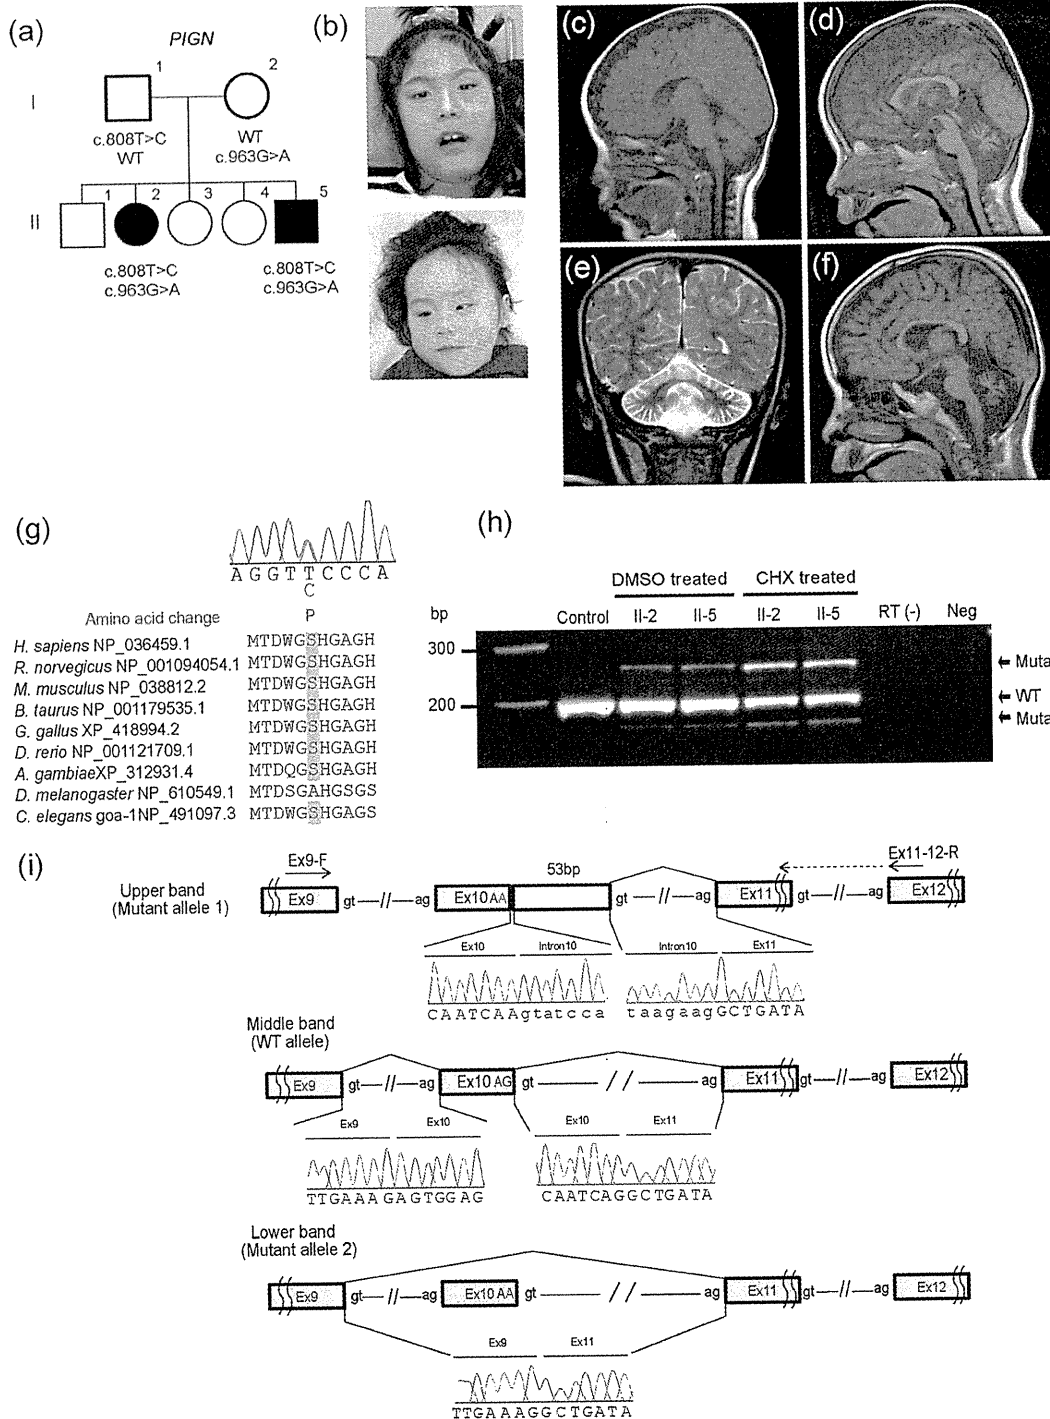 (a)
PIGN
I
1
2
c.808T>C
WT
WT
c.963G>A
II
1
2
3
4
5
c.808T>C
c.963G>A
c.808T>C
c.963G>A
(b)
(c)
(d)
(e)
(f)
(g)
AGGTTCCCA
C
Amino acid change P
H. sapiens NP_036459.1 MTDWGSHGAGH
R. norvegicus NP_001094054.1 MTDWGSHGAGH
M. musculus NP_038812.2 MTDWGSHGAGH
B. taurus NP_001179535.1 MTDWGSHGAGH
G. gallus XP_418994.2 MTDWGSHGAGH
D. rerio NP_001121709.1 MTDWGSHGAGH
A. gambiaeXP_312931.4 MTDQGSHGAGH
D. melanogaster NP_610549.1 MTDSGAHGSGS
C. elegans goa-1NP_491097.3 MTDWGSHGAGS
(h)
DMSO treated CHX treated
bp Control II-2 II-5 II-2 II-5 RT (-) Neg
300
200
Muta
WT
Muta
(i)
Ex9-F
53bp
Ex11-12-R
Upper band
(Mutant allele 1)
Ex9 gt // ag Ex10 AA gt // ag Ex11 gt // ag Ex12
Ex10 Intron10 Intron10 Ex11
CAATCAAgtatcca taagaagGCTGATA
Middle band
(WT allele)
Ex9 gt // ag Ex10 AG gt // ag Ex11 gt // ag Ex12
Ex9 Ex10 Ex10 Ex11
TTGAAAGAGTGGAG CAATCAGGCTGATA
Lower band
(Mutant allele 2)
Ex9 gt // ag Ex10 AA gt // ag Ex11 gt // ag Ex12
Ex9 Ex11
TTGAAAGGCTGATA